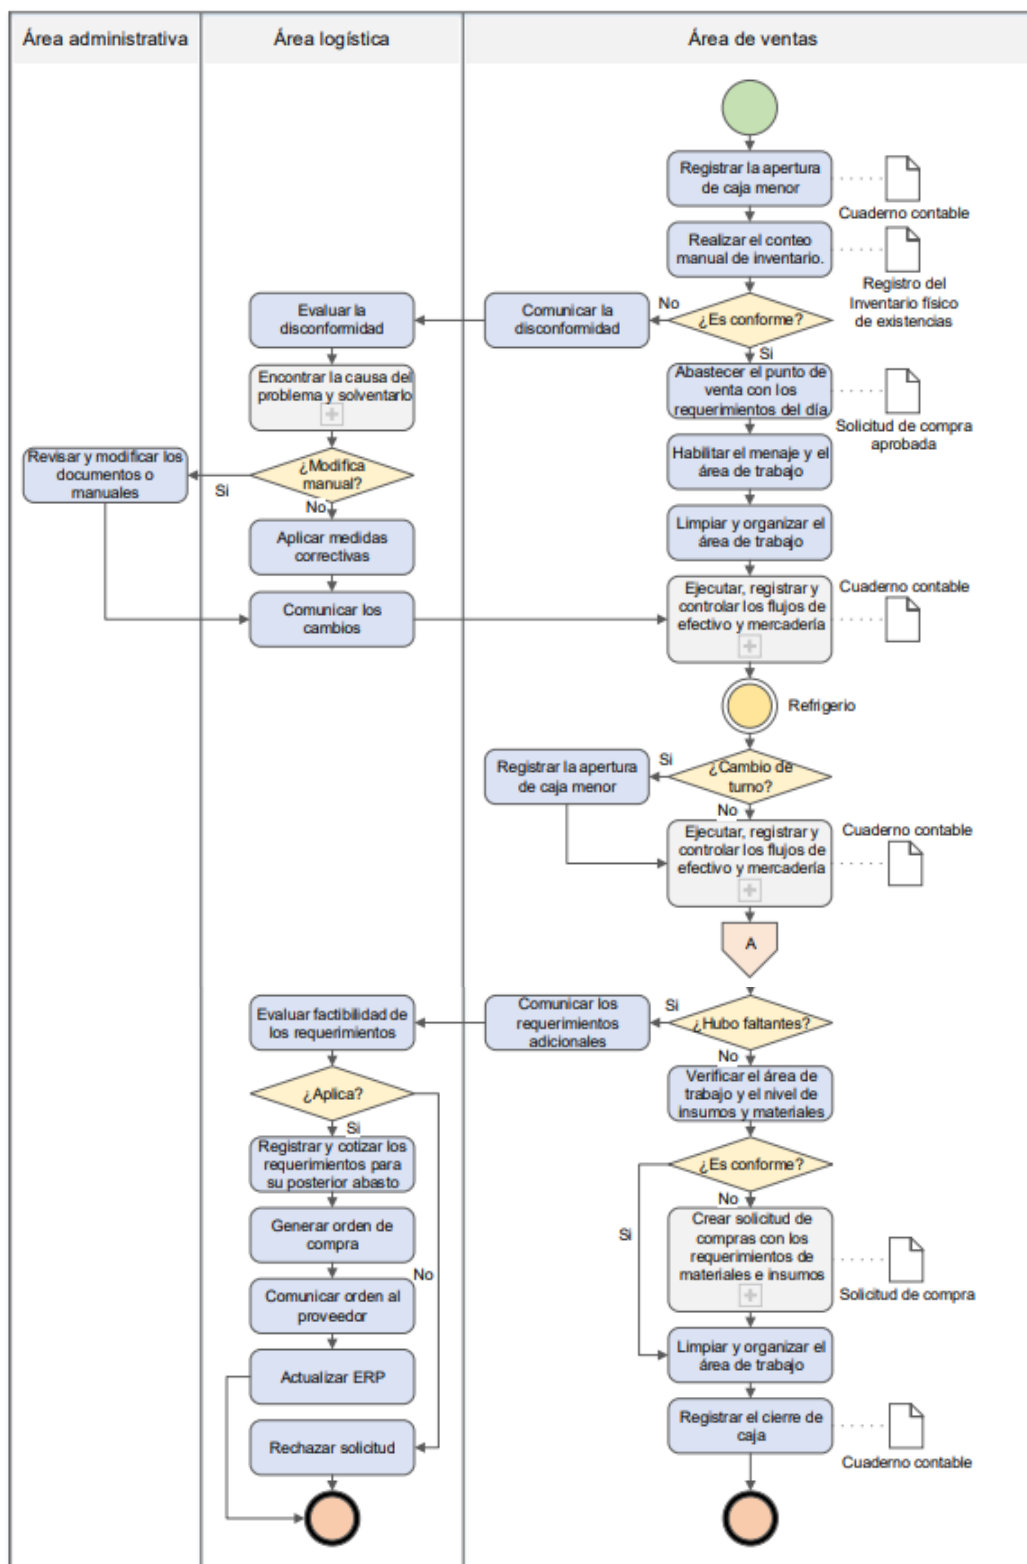 Área administrativa
Área logística
Área de ventas
Registrar la apertura
de caja menor
Cuaderno contable
Realizar el conteo
manual de inventario.
Registro del
Inventario físico
de existencias
¿Es conforme?
No
Si
Comunicar la
disconformidad
Evaluar la
disconformidad
Encontrar la causa del
problema y solventarlo
Abastecer el punto de
venta con los
requerimientos del día
Solicitud de compra
aprobada
¿Modifica
manual?
Si
No
Revisar y modificar los
documentos o
manuales
Habilitar el menaje y el
área de trabajo
Aplicar medidas
correctivas
Limpiar y organizar el
área de trabajo
Comunicar los
cambios
Ejecutar, registrar y
controlar los flujos de
efectivo y mercadería
Cuaderno contable
Refrigerio
¿Cambio de
turno?
Si
No
Registrar la apertura
de caja menor
Ejecutar, registrar y
controlar los flujos de
efectivo y mercadería
Cuaderno contable
A
¿Hubo faltantes?
Si
No
Comunicar los
requerimientos
adicionales
Evaluar factibilidad de
los requerimientos
Verificar el área de
trabajo y el nivel de
insumos y materiales
¿Aplica?
Si
No
Registrar y cotizar los
requerimientos para
su posterior abasto
¿Es conforme?
No
Si
Generar orden de
compra
Crear solicitud de
compras con los
requerimientos de
materiales e insumos
Solicitud de compra
Comunicar orden al
proveedor
Limpiar y organizar el
área de trabajo
Actualizar ERP
Registrar el cierre de
caja
Cuaderno contable
Rechazar solicitud